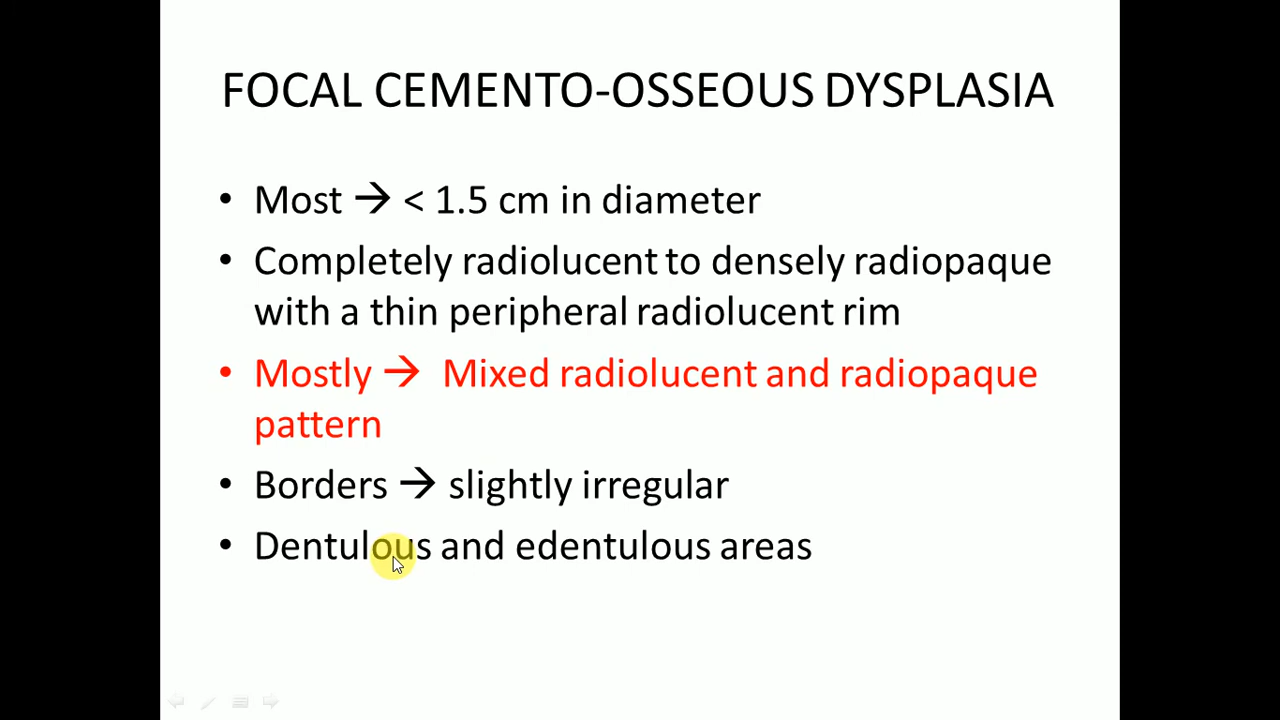 FOCAL CEMENTO-OSSEOUS DYSPLASIA
• Most → < 1.5 cm in diameter
• Completely radiolucent to densely radiopaque
with a thin peripheral radiolucent rim
• Mostly → Mixed radiolucent and radiopaque
pattern
• Borders → slightly irregular
• Dentulous and edentulous areas